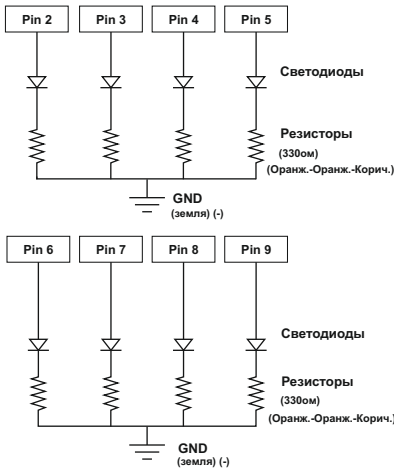 Pin 2 Pin 3 Pin 4 Pin 5
Светодиоды
Резисторы
(330ом)
(Оранж.-Оранж.-Корич.)
GND
(земля) (-)
Pin 6 Pin 7 Pin 8 Pin 9
Светодиоды
Резисторы
(330ом)
(Оранж.-Оранж.-Корич.)
GND
(земля) (-)